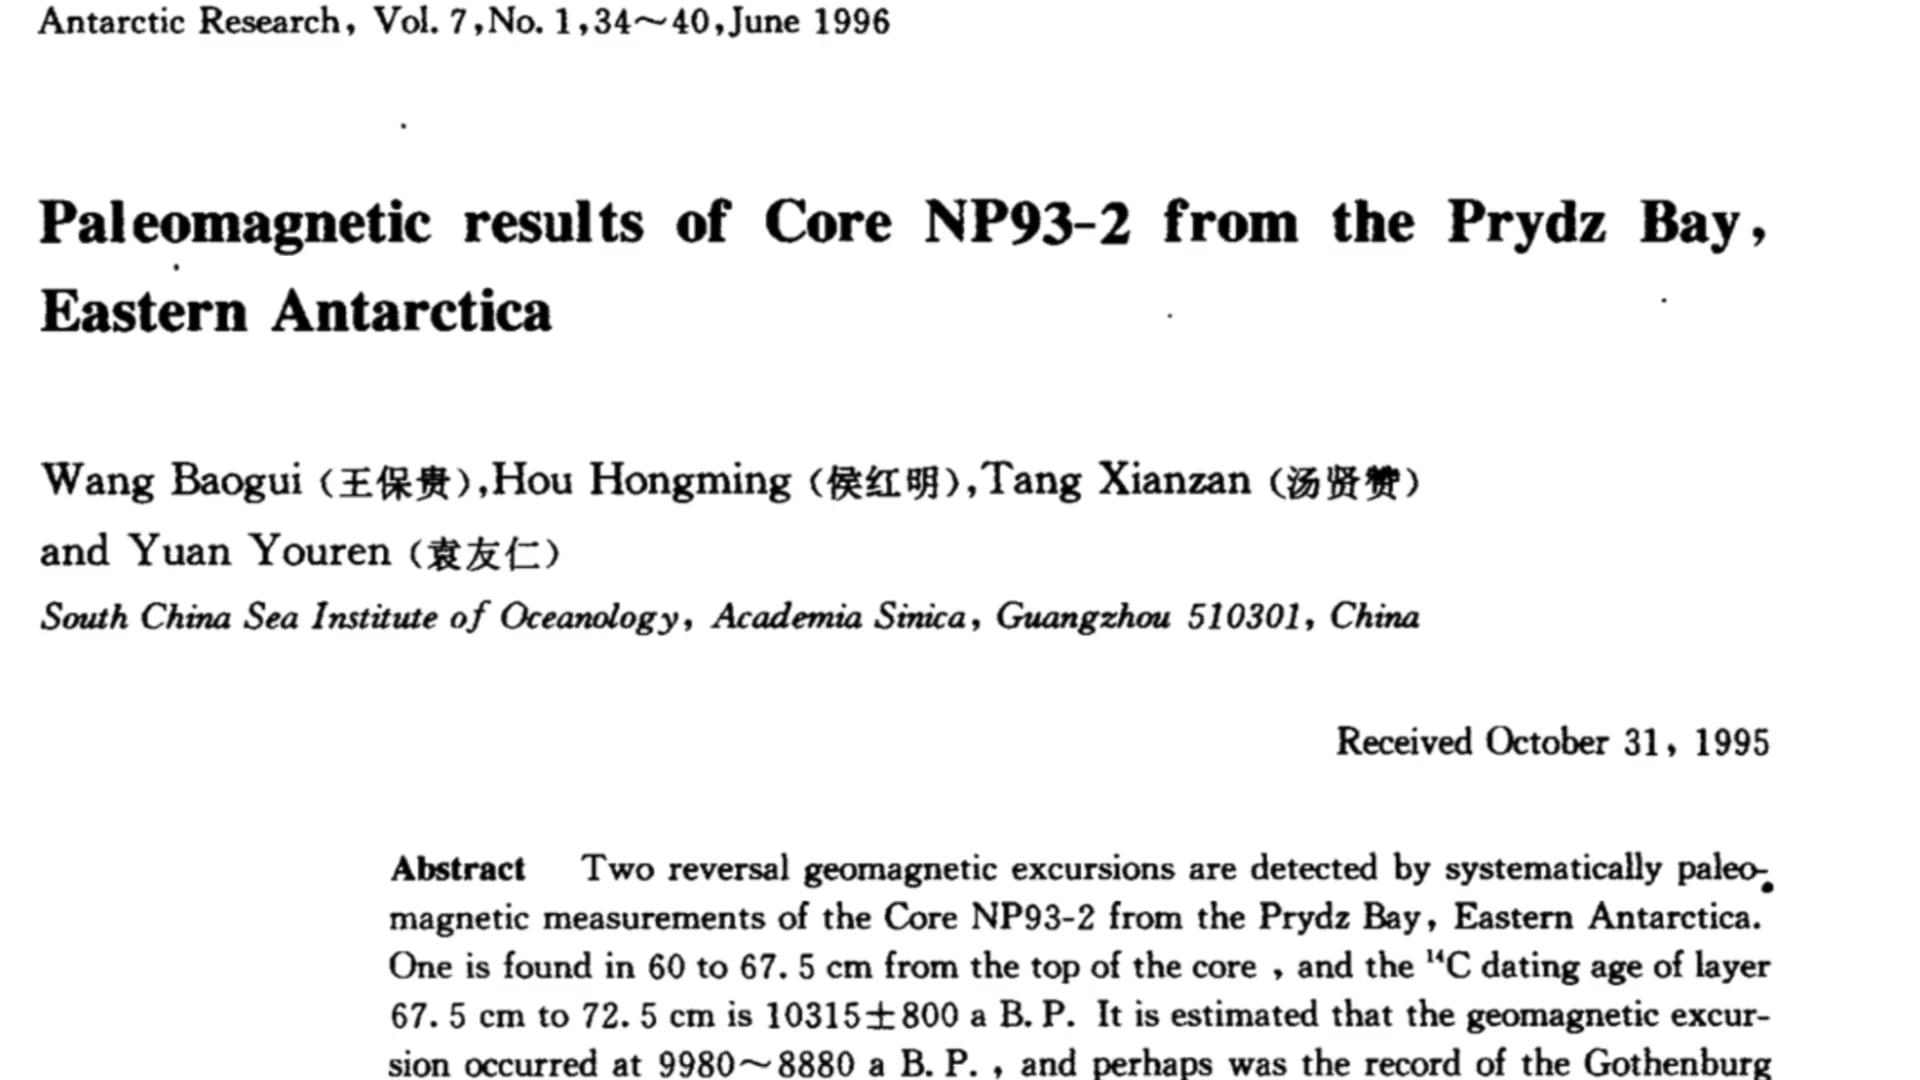 Antarctic Research, Vol. 7,No. 1,34～40,June 1996
Paleomagnetic results of Core NP93-2 from the Prydz Bay,
Eastern Antarctica
Wang Baogui (王保贵),Hou Hongming (侯红明),Tang Xianzan (汤贤赞)
and Yuan Youren (袁友仁)
South China Sea Institute of Oceanology, Academia Sinica, Guangzhou 510301, China
Received October 31, 1995
Abstract Two reversal geomagnetic excursions are detected by systematically paleo-
magnetic measurements of the Core NP93-2 from the Prydz Bay, Eastern Antarctica.
One is found in 60 to 67. 5 cm from the top of the core , and the ¹⁴C dating age of layer
67. 5 cm to 72. 5 cm is 10315±800 a B. P. It is estimated that the geomagnetic excur-
sion occurred at 9980～8880 a B. P. , and perhaps was the record of the Gothenburg